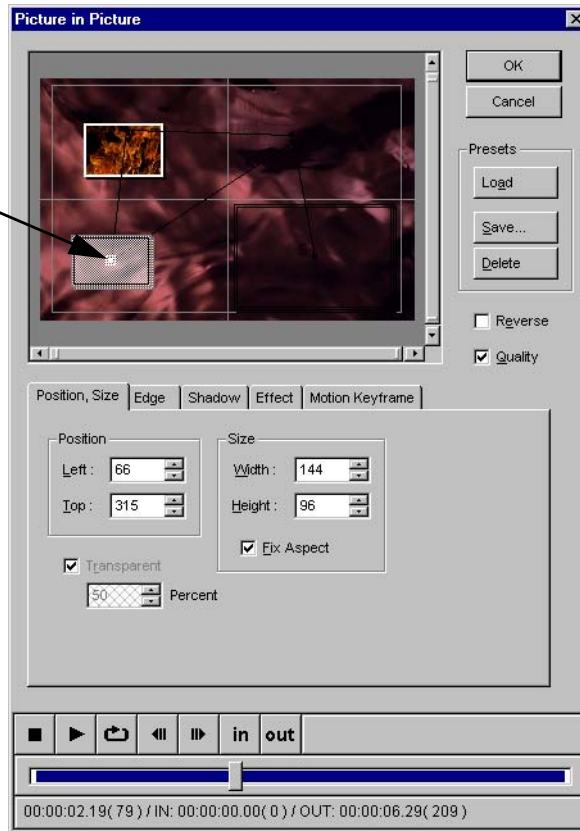 Picture in Picture
OK
Cancel
Presets
Load
Save...
Delete
Reverse
Quality
Position, Size Edge Shadow Effect Motion Keyframe
Position Size
Left : 66 Width : 144
Top : 315 Height : 96
Fix Aspect
Transparent
50 Percent
in out
00:00:02.19( 79 ) / IN: 00:00:00.00( 0 ) / OUT: 00:00:06.29( 209 )